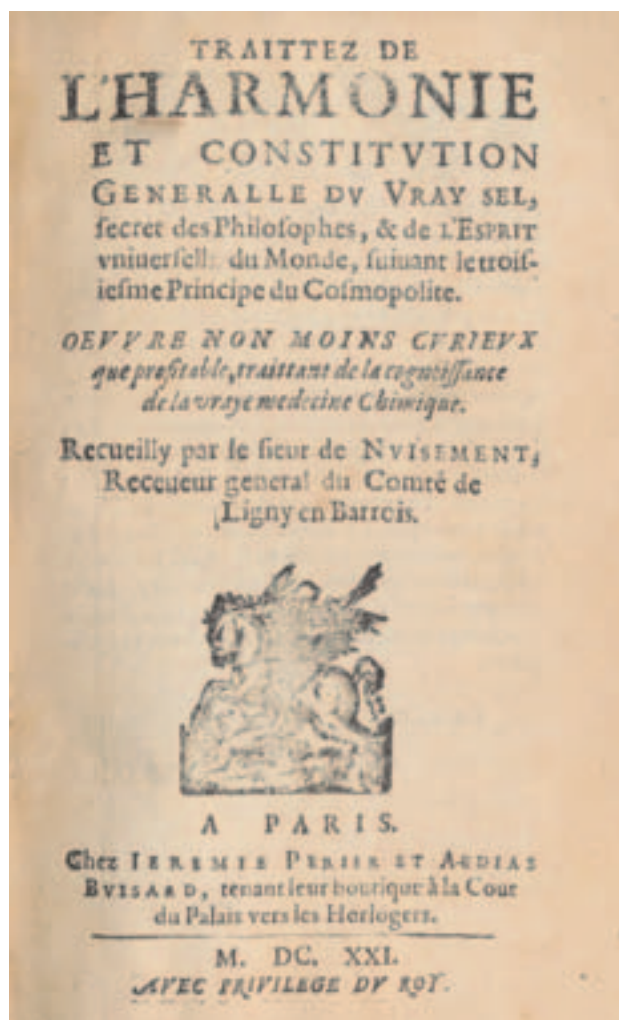 TRAITTEZ DE
L'HARMONIE
ET CONSTITVTION
GENERALLE DV VRAY SEL,
ſecret des Philoſophes, & de L'ESPRIT
vniuerſell: du Monde, ſuiuant le troiſ-
ieſme Principe du Coſmopolite.
OEVVRE NON MOINS CVRIEVX
que profitable, traittant de la cognoiſſance
de la vraye medecine Chimique.
Recueilly par le ſieur de NVISEMENT,
Receueur general du Comté de
Ligny en Barrois.
A PARIS.
Chez IEREMIE PERIER ET ABDIAS
BVISARD, tenant leur boutique à la Cour
du Palais vers les Horlogers.
M. DC. XXI.
AVEC PRIVILEGE DV ROY.